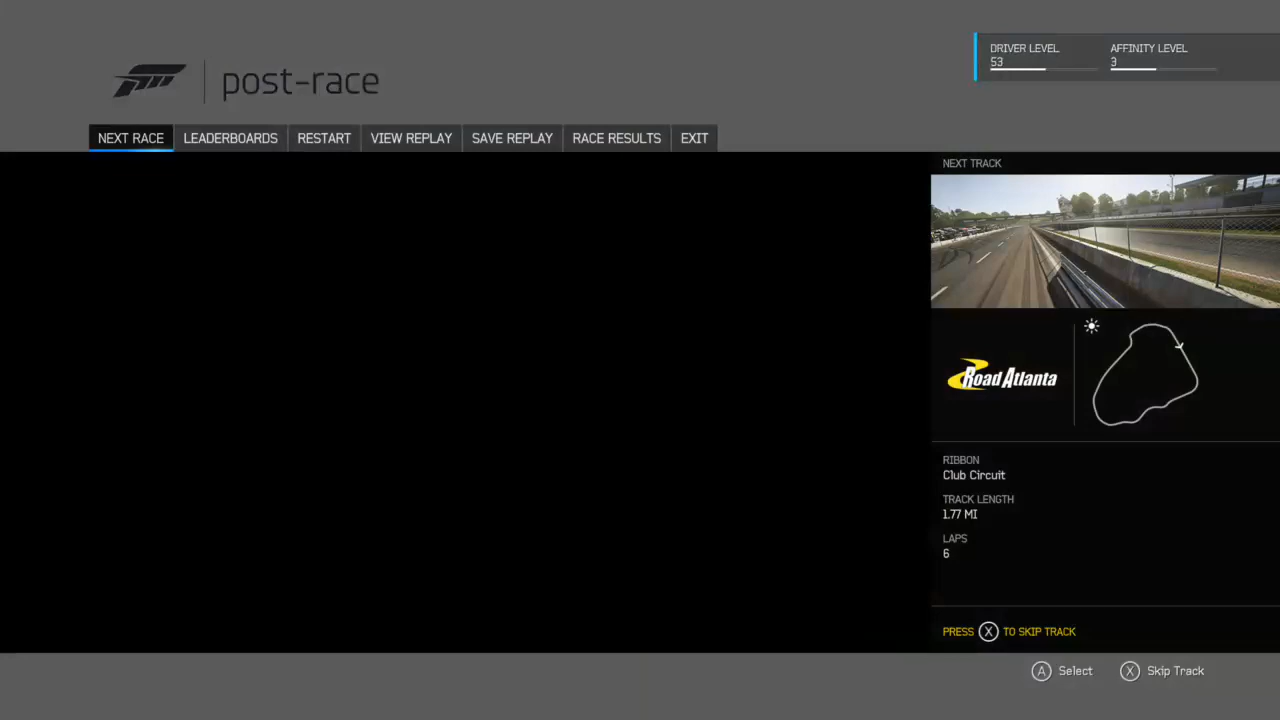 DRIVER LEVEL
53
AFFINITY LEVEL
3
post-race
NEXT RACE
LEADERBOARDS
RESTART
VIEW REPLAY
SAVE REPLAY
RACE RESULTS
EXIT
NEXT TRACK
Road Atlanta
RIBBON
Club Circuit
TRACK LENGTH
1.77 MI
LAPS
6
PRESS X TO SKIP TRACK
A Select
X Skip Track